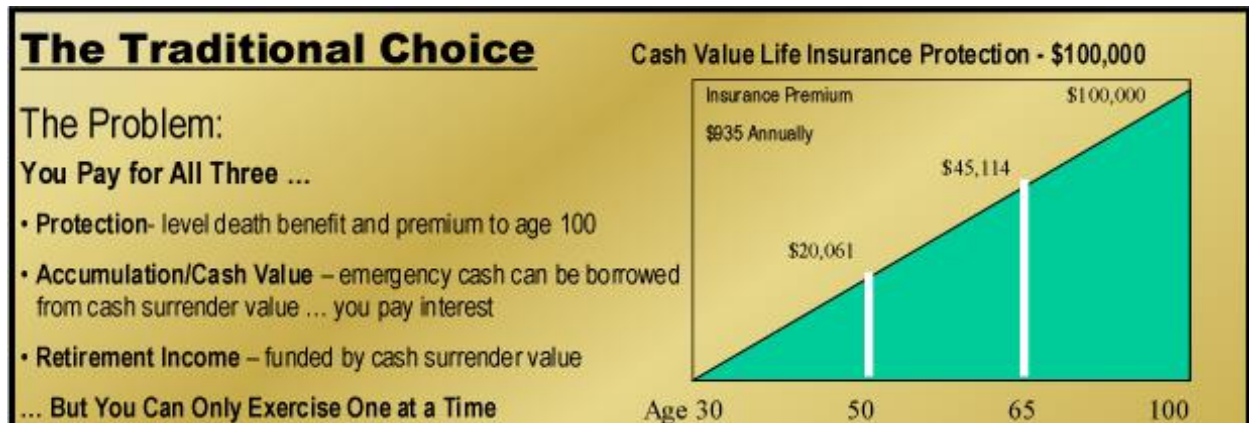 The Traditional Choice
The Problem:
You Pay for All Three ...
• Protection- level death benefit and premium to age 100
• Accumulation/Cash Value – emergency cash can be borrowed
from cash surrender value ... you pay interest
• Retirement Income – funded by cash surrender value
... But You Can Only Exercise One at a Time
Cash Value Life Insurance Protection - $100,000
Insurance Premium
$935 Annually
$100,000
$45,114
$20,061
Age 30 50 65 100